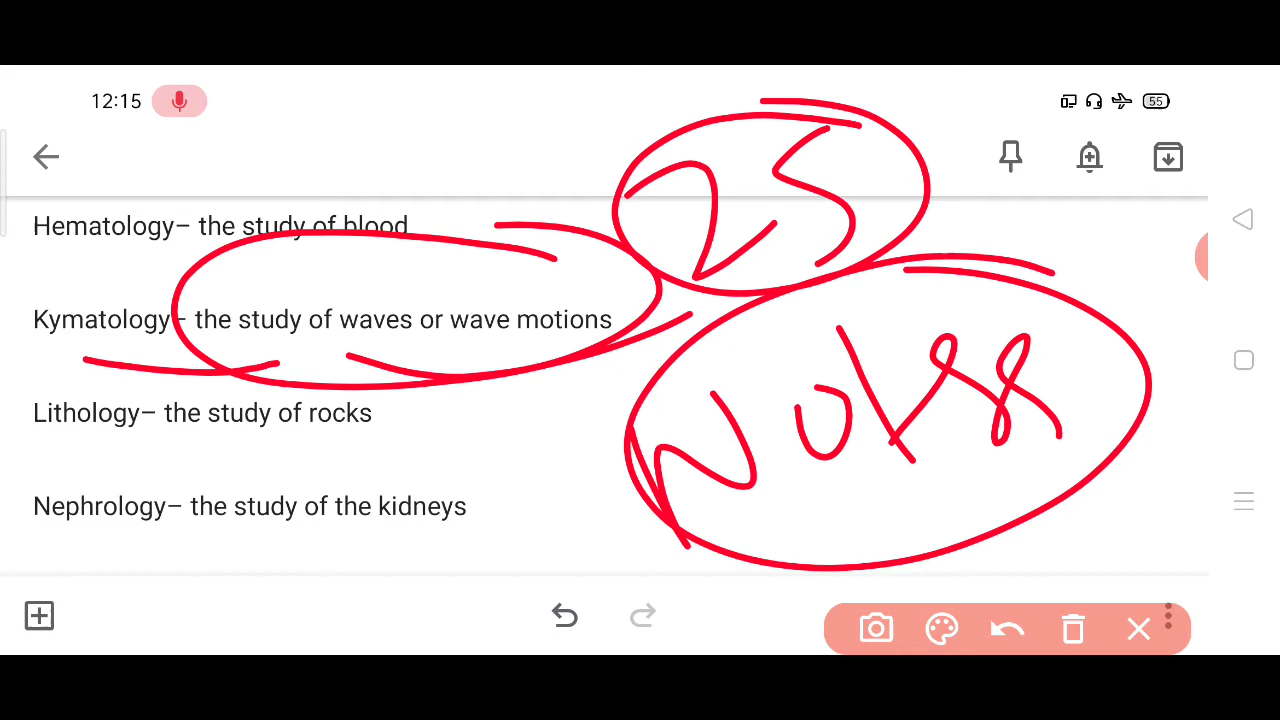 12:15
55
25
Hematology– the study of blood
Kymatology– the study of waves or wave motions
Lithology– the study of rocks
Nephrology– the study of the kidneys